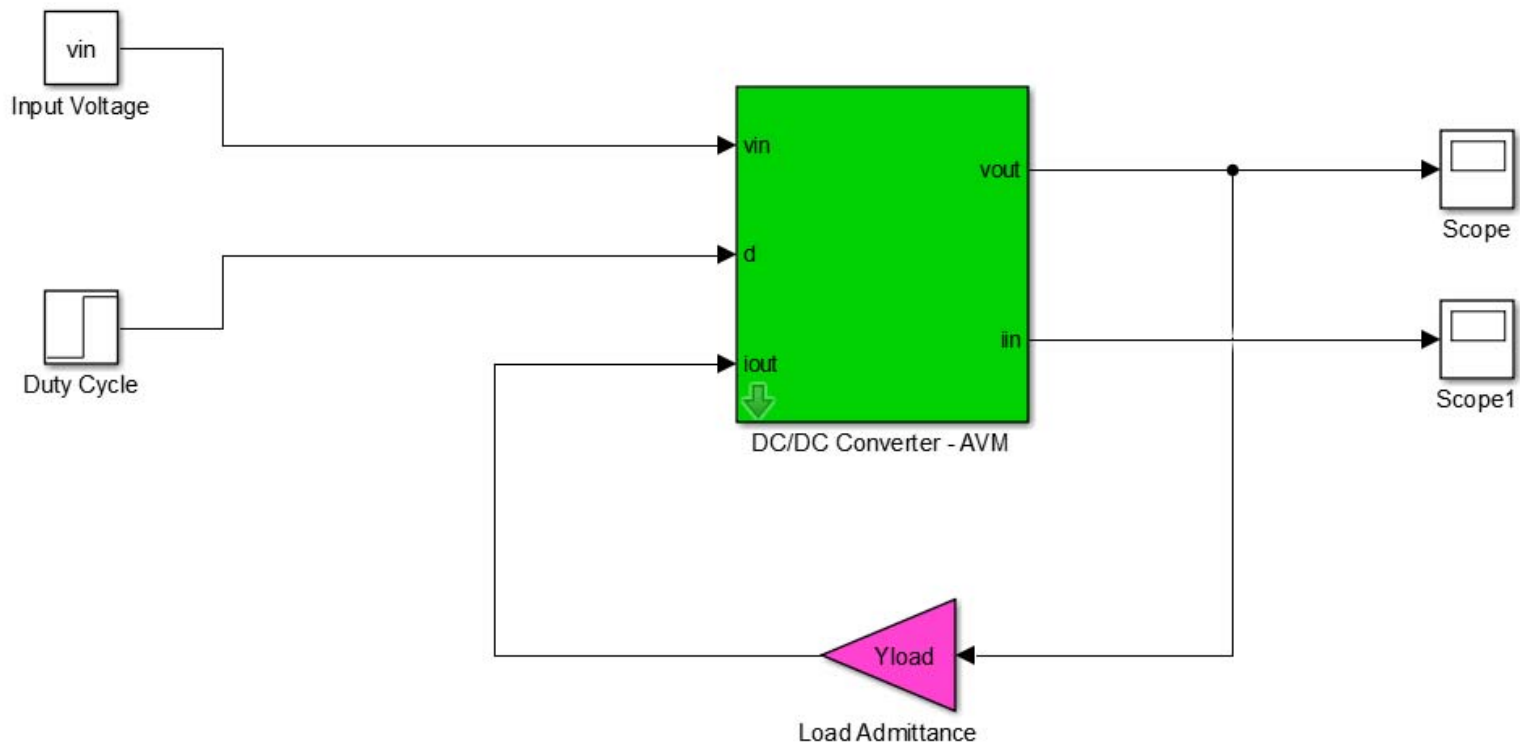 vin
Input Voltage
Duty Cycle
vin
d
iout
vout
iin
DC/DC Converter - AVM
Scope
Scope1
Yload
Load Admittance